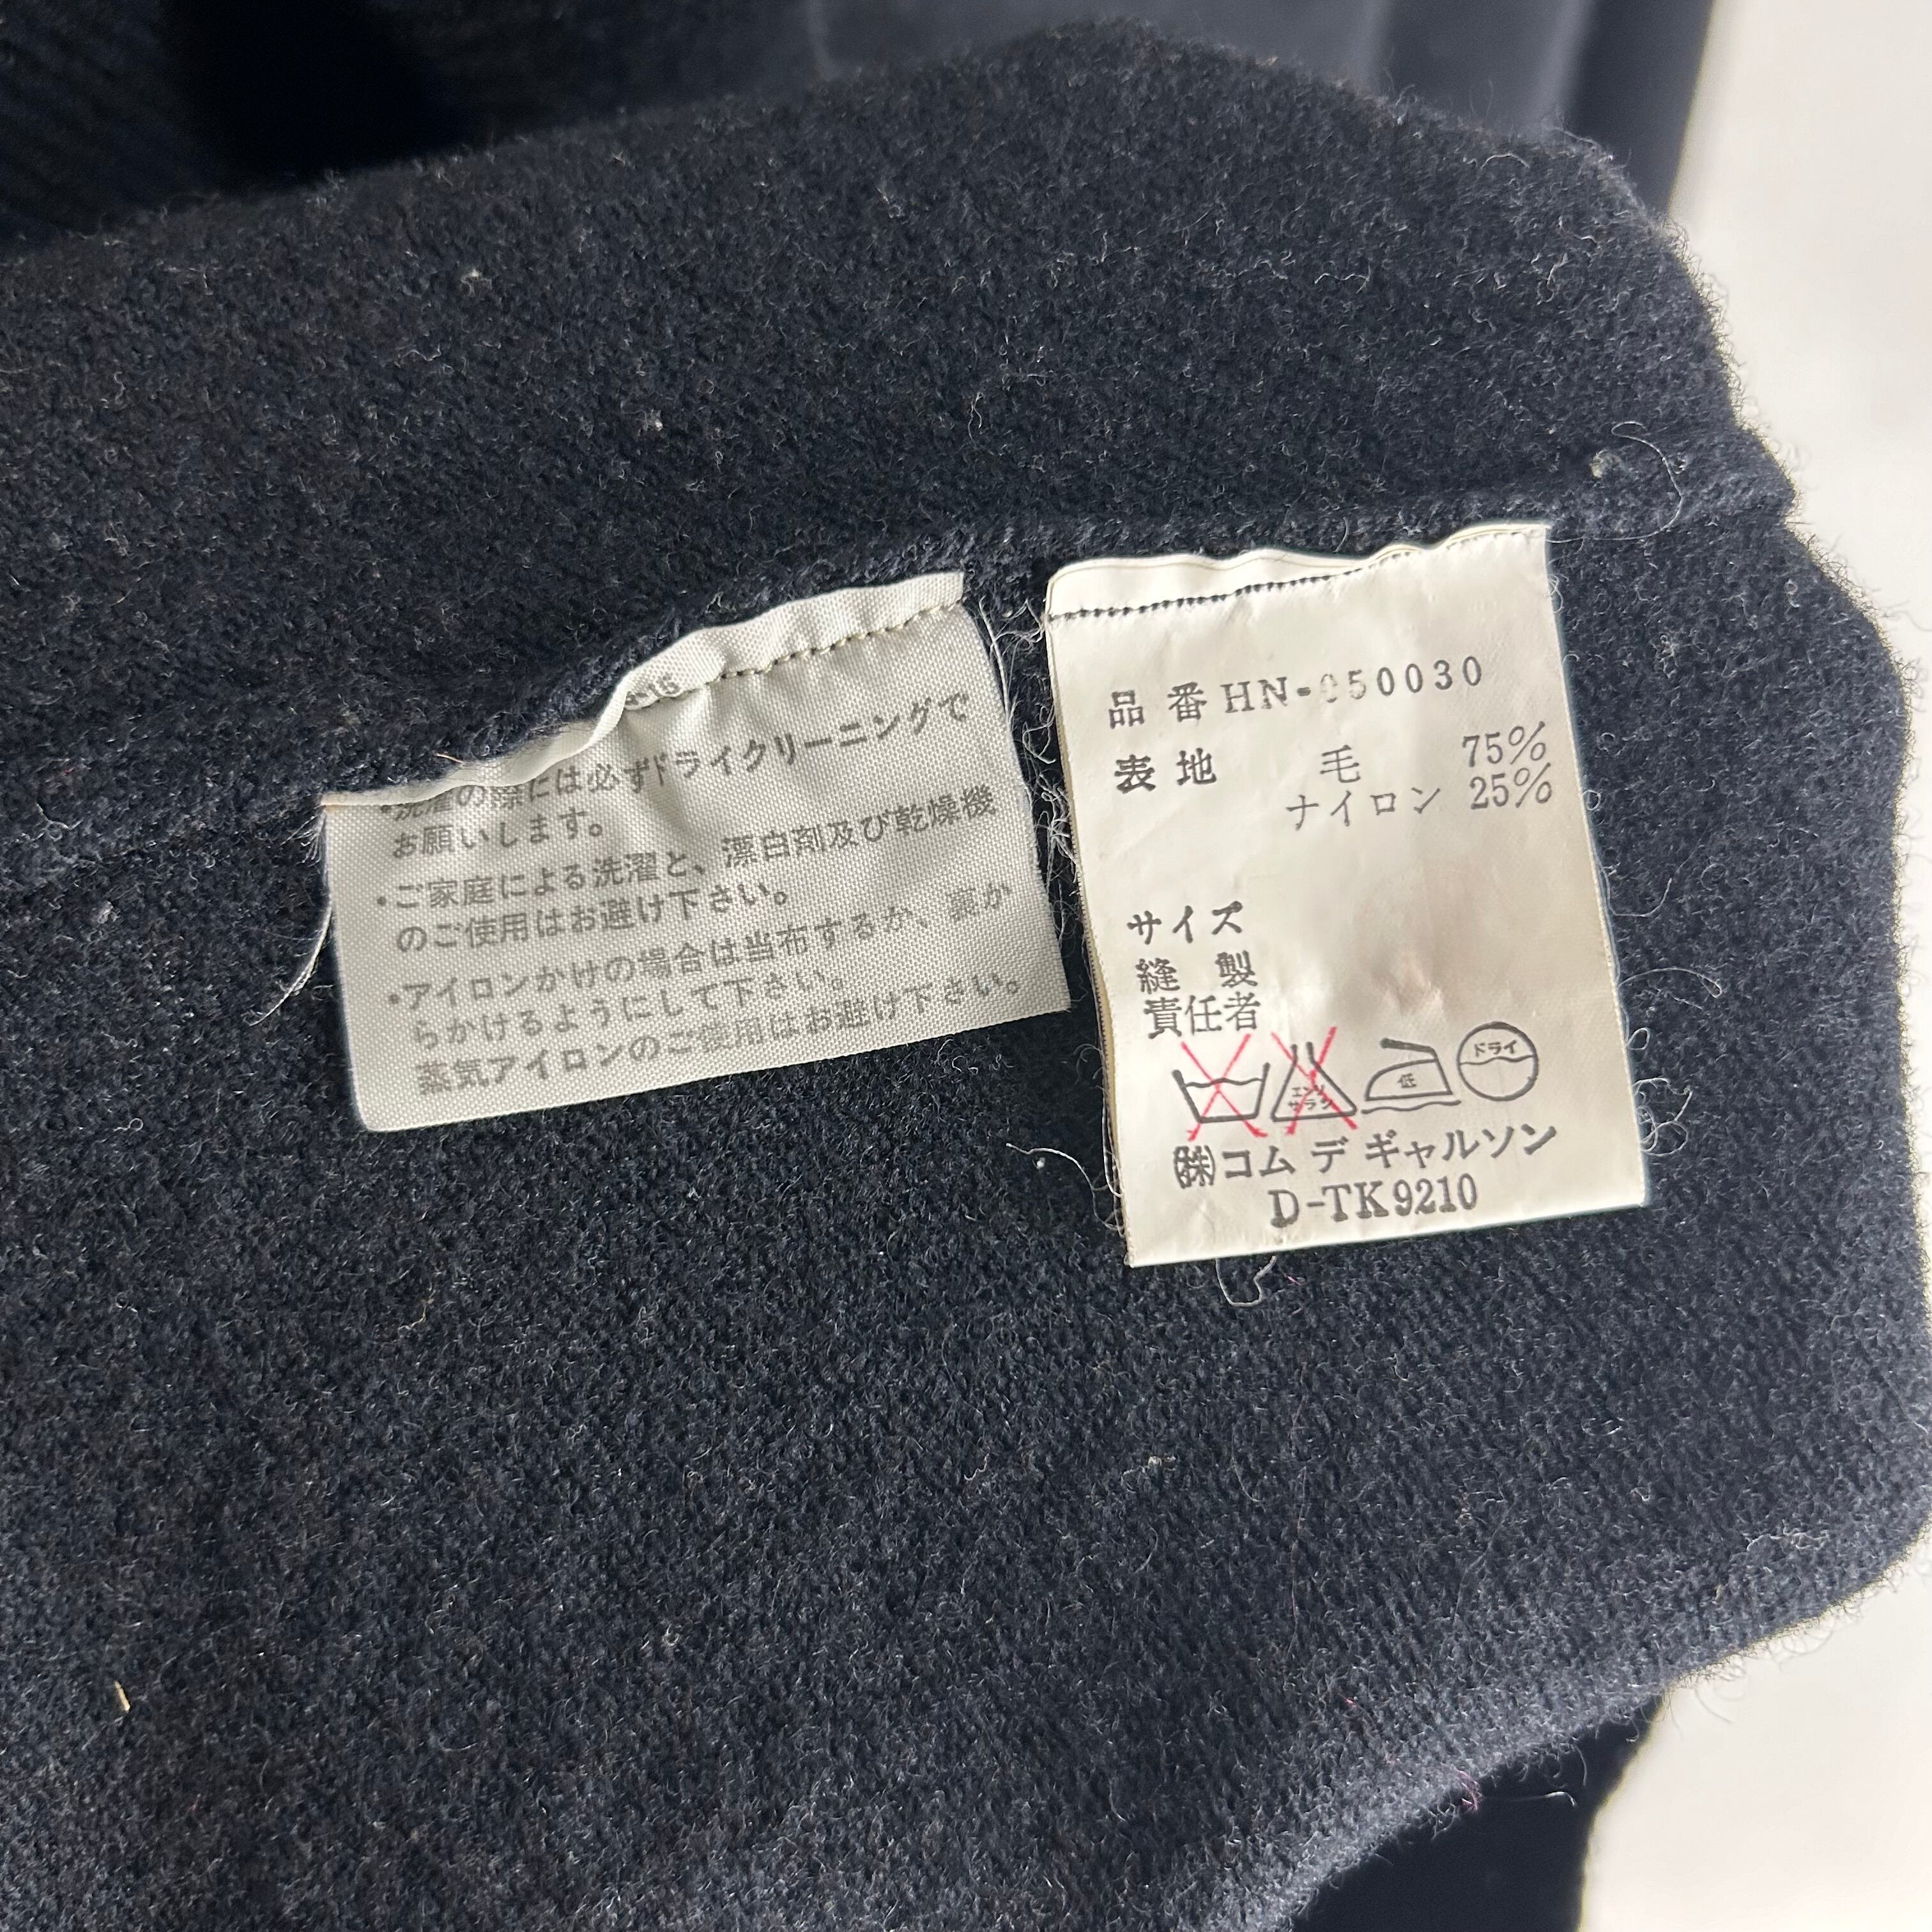 ・洗濯の際には必ずドライクリーニングで
お願いします。
・ご家庭による洗濯と、漂白剤及び乾燥機
のご使用はお避け下さい。
・アイロンかけの場合は当布するか、裏か
らかけるようにして下さい。
蒸気アイロンのご使用はお避け下さい。
品番 HN-050030
表地 毛 75%
ナイロン 25%
サイズ
縫 製
責任者
エンソ
サラシ
低
ドライ
㈱コム デ ギャルソン
D-TK9210